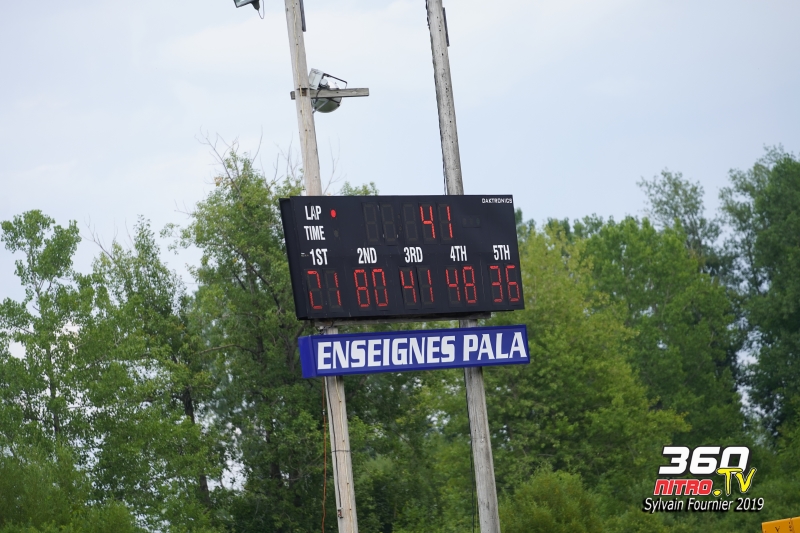 DAKTRONICS
LAP 41
TIME
1ST 2ND 3RD 4TH 5TH
21 80 41 48 36
ENSEIGNES PALA
360
NITRO.TV
Sylvain Fournier 2019